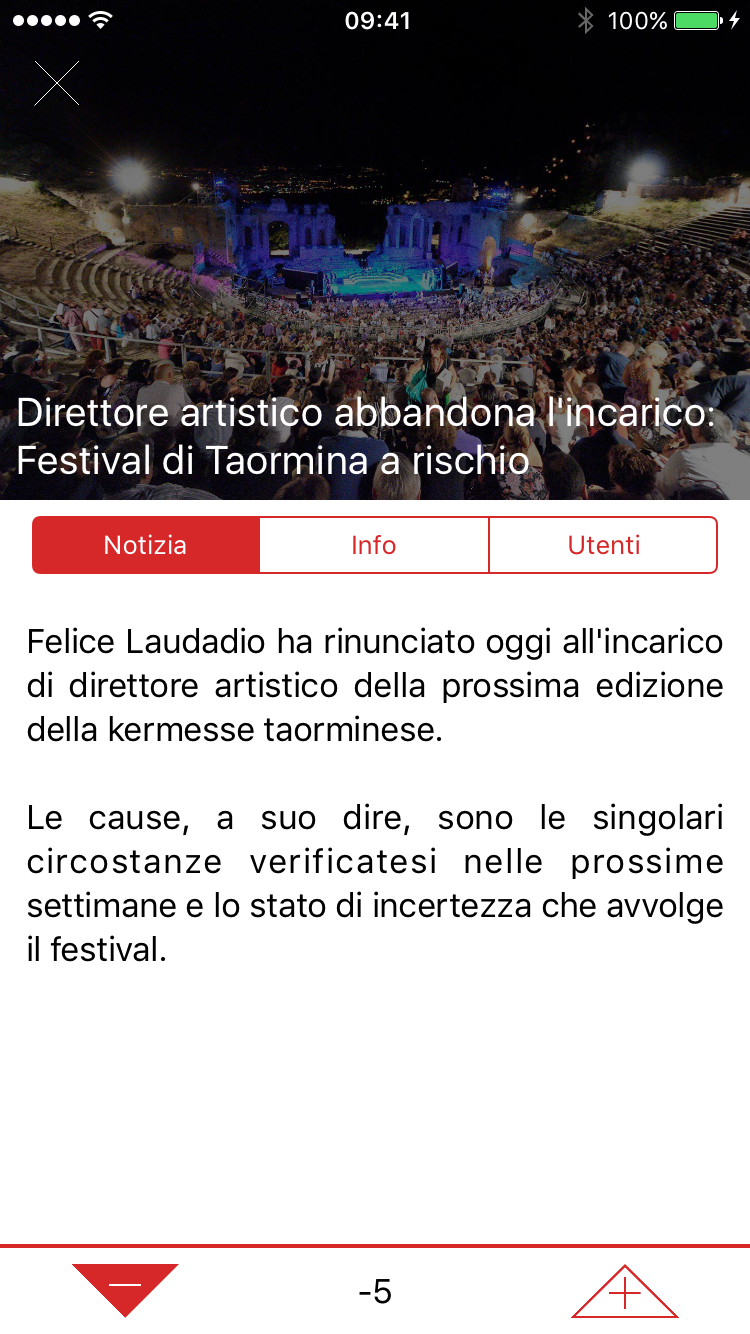 09:41
100%
Direttore artistico abbandona l'incarico:
Festival di Taormina a rischio
Notizia
Info
Utenti
Felice Laudadio ha rinunciato oggi all'incarico
di direttore artistico della prossima edizione
della kermesse taorminese.
Le cause, a suo dire, sono le singolari
circostanze verificatesi nelle prossime
settimane e lo stato di incertezza che avvolge
il festival.
-5